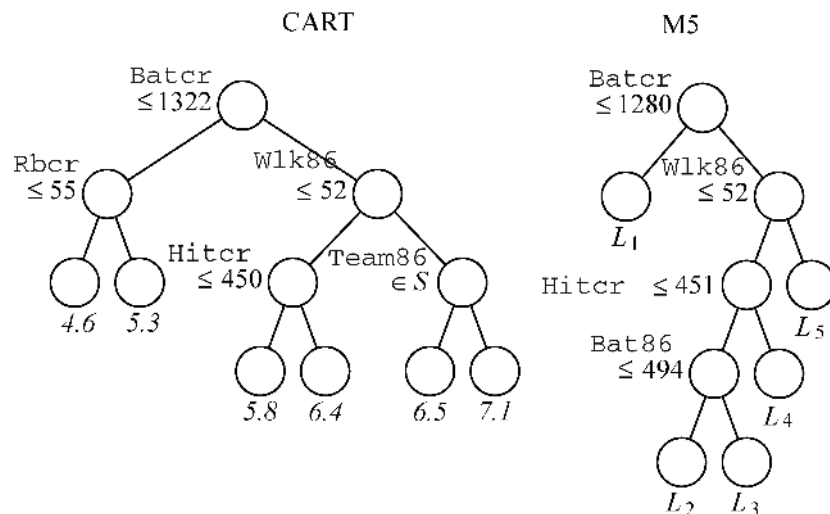 CART
Batcr
≤ 1322
Rbcr
≤ 55
Wlk86
≤ 52
Hitcr
≤ 450
Team86
∈ S
4.6
5.3
5.8
6.4
6.5
7.1
M5
Batcr
≤ 1280
Wlk86
≤ 52
L1
Hitcr ≤ 451
L5
Bat86
≤ 494
L4
L2
L3